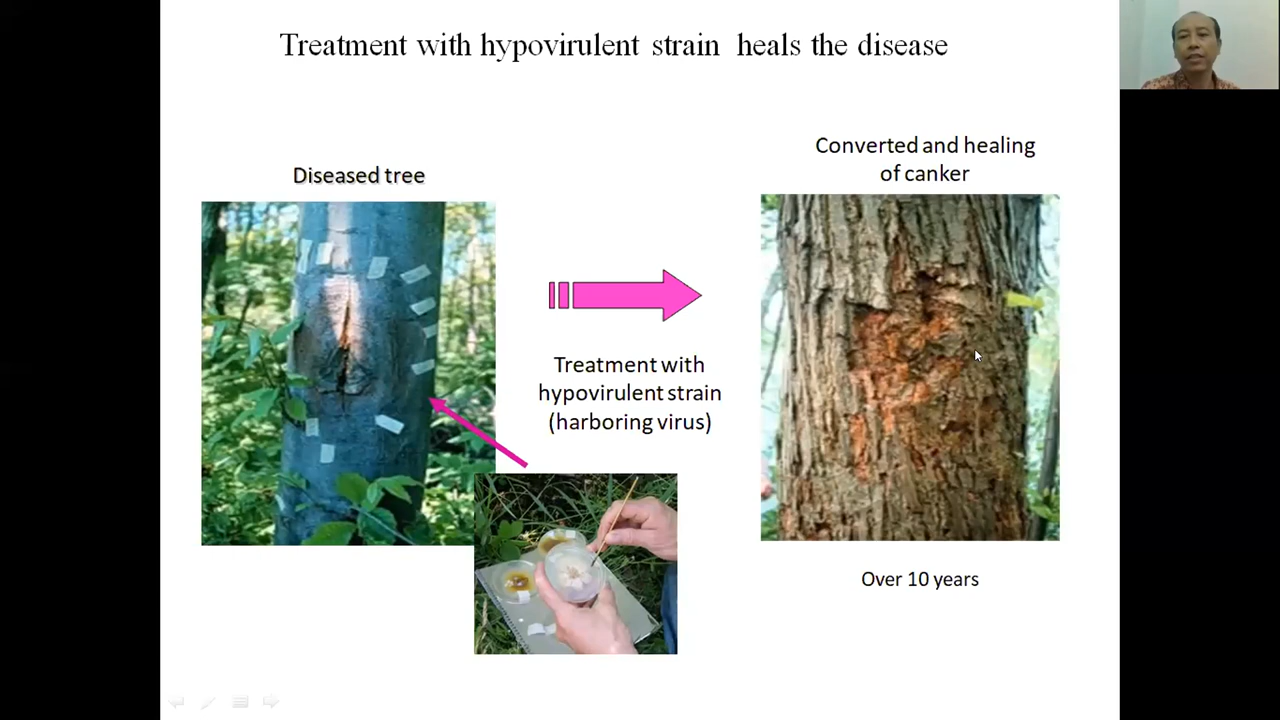 Treatment with hypovirulent strain heals the disease
Diseased tree
Treatment with
hypovirulent strain
(harboring virus)
Converted and healing
of canker
Over 10 years